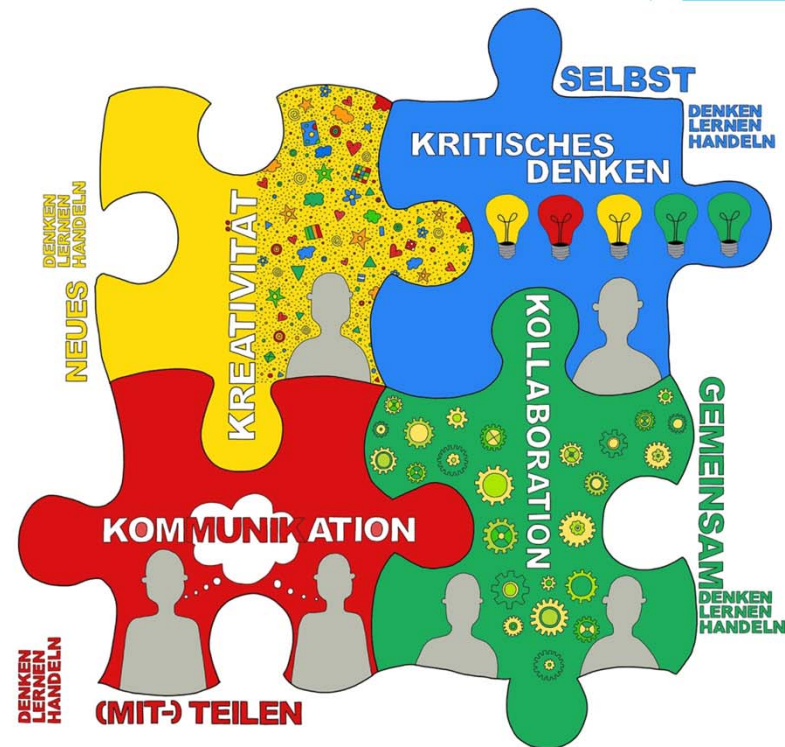 SELBST
DENKEN
LERNEN
HANDELN
KRITISCHES
DENKEN
NEUES
DENKEN
LERNEN
HANDELN
KREATIVITÄT
KOLLABORATION
GEMEINSAM
DENKEN
LERNEN
HANDELN
KOMMUNIKATION
DENKEN
LERNEN
HANDELN
(MIT-) TEILEN